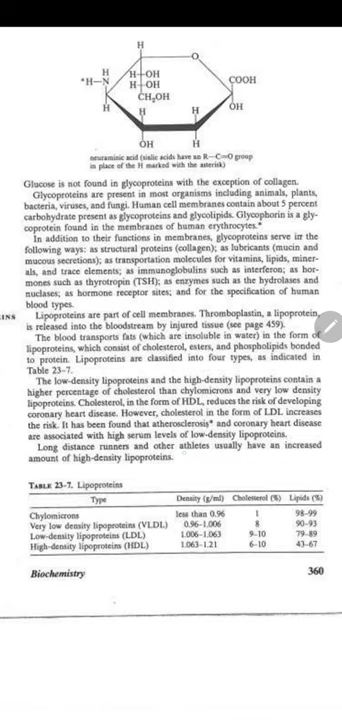 H
O
H
*H–N
H–OH
H–OH
CH₂OH
COOH
H
H
H
OH
OH
H
neuraminic acid (sialic acids have an R—C=O group
in place of the H marked with the asterisk)
Glucose is not found in glycoproteins with the exception of collagen.
Glycoproteins are present in most organisms including animals, plants,
bacteria, viruses, and fungi. Human cell membranes contain about 5 percent
carbohydrate present as glycoproteins and glycolipids. Glycophorin is a gly-
coprotein found in the membranes of human erythrocytes.*
In addition to their functions in membranes, glycoproteins serve in the
following ways: as structural proteins (collagen); as lubricants (mucin and
mucous secretions); as transportation molecules for vitamins, lipids, miner-
als, and trace elements; as immunoglobulins such as interferon; as hor-
mones such as thyrotropin (TSH); as enzymes such as the hydrolases and
nuclases; as hormone receptor sites; and for the specification of human
blood types.
INS
Lipoproteins are part of cell membranes. Thromboplastin, a lipoprotein,
is released into the bloodstream by injured tissue (see page 459).
The blood transports fats (which are insoluble in water) in the form of
lipoproteins, which consist of cholesterol, esters, and phospholipids bonded
to protein. Lipoproteins are classified into four types, as indicated in
Table 23-7.
The low-density lipoproteins and the high-density lipoproteins contain a
higher percentage of cholesterol than chylomicrons and very low density
lipoproteins. Cholesterol, in the form of HDL, reduces the risk of developing
coronary heart disease. However, cholesterol in the form of LDL increases
the risk. It has been found that atherosclerosis* and coronary heart disease
are associated with high serum levels of low-density lipoproteins.
Long distance runners and other athletes usually have an increased
amount of high-density lipoproteins.
TABLE 23-7. Lipoproteins
Type Density (g/ml) Cholesterol (%) Lipids (%)
Chylomicrons less than 0.96 1 98-99
Very low density lipoproteins (VLDL) 0.96-1.006 8 90-93
Low-density lipoproteins (LDL) 1.006-1.063 9-10 79-89
High-density lipoproteins (HDL) 1.063-1.21 6-10 43-67
Biochemistry 360